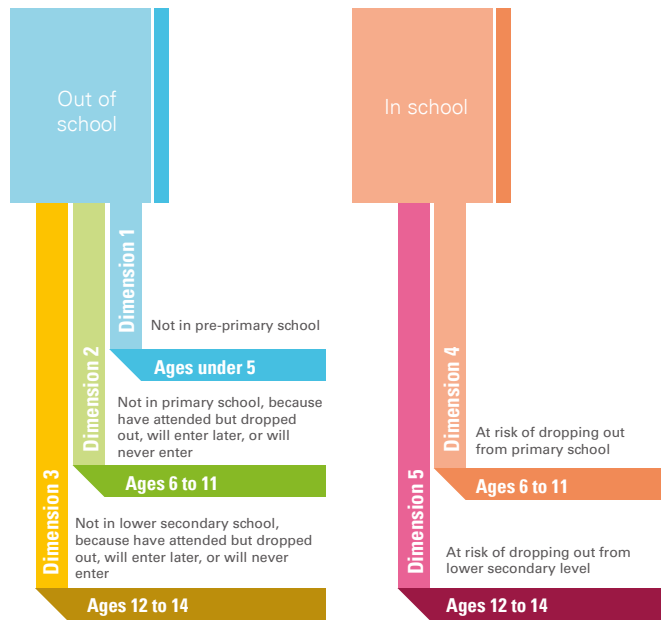 Out of
school
Dimension 1
Not in pre-primary school
Ages under 5
Dimension 2
Not in primary school, because
have attended but dropped
out, will enter later, or will
never enter
Ages 6 to 11
Dimension 3
Not in lower secondary school,
because have attended but dropped
out, will enter later, or will never
enter
Ages 12 to 14
In school
Dimension 4
At risk of dropping out
from primary school
Ages 6 to 11
Dimension 5
At risk of dropping out from
lower secondary level
Ages 12 to 14